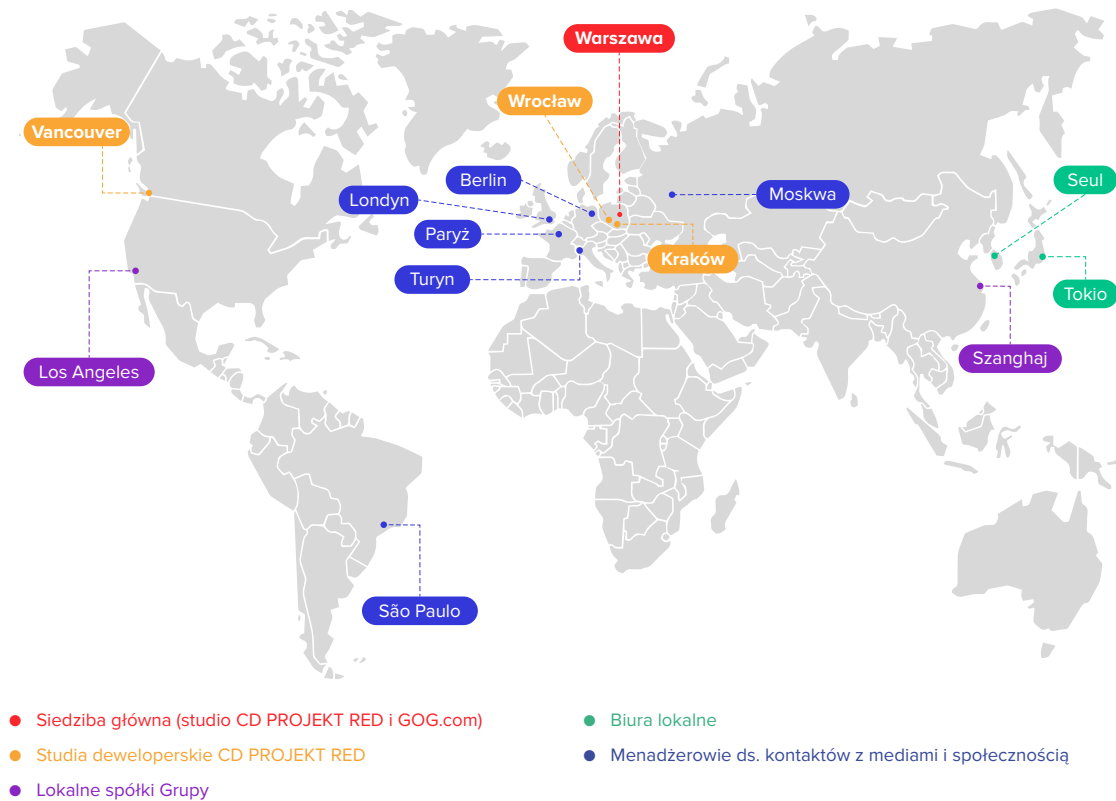 Warszawa
Wrocław
Vancouver
Berlin
Seul
Londyn
Moskwa
Paryż
Kraków
Turyn
Tokio
Szanghaj
Los Angeles
São Paulo
Siedziba główna (studio CD PROJEKT RED i GOG.com)
Studia deweloperskie CD PROJEKT RED
Lokalne spółki Grupy
Biura lokalne
Menadżerowie ds. kontaktów z mediami i społecznością